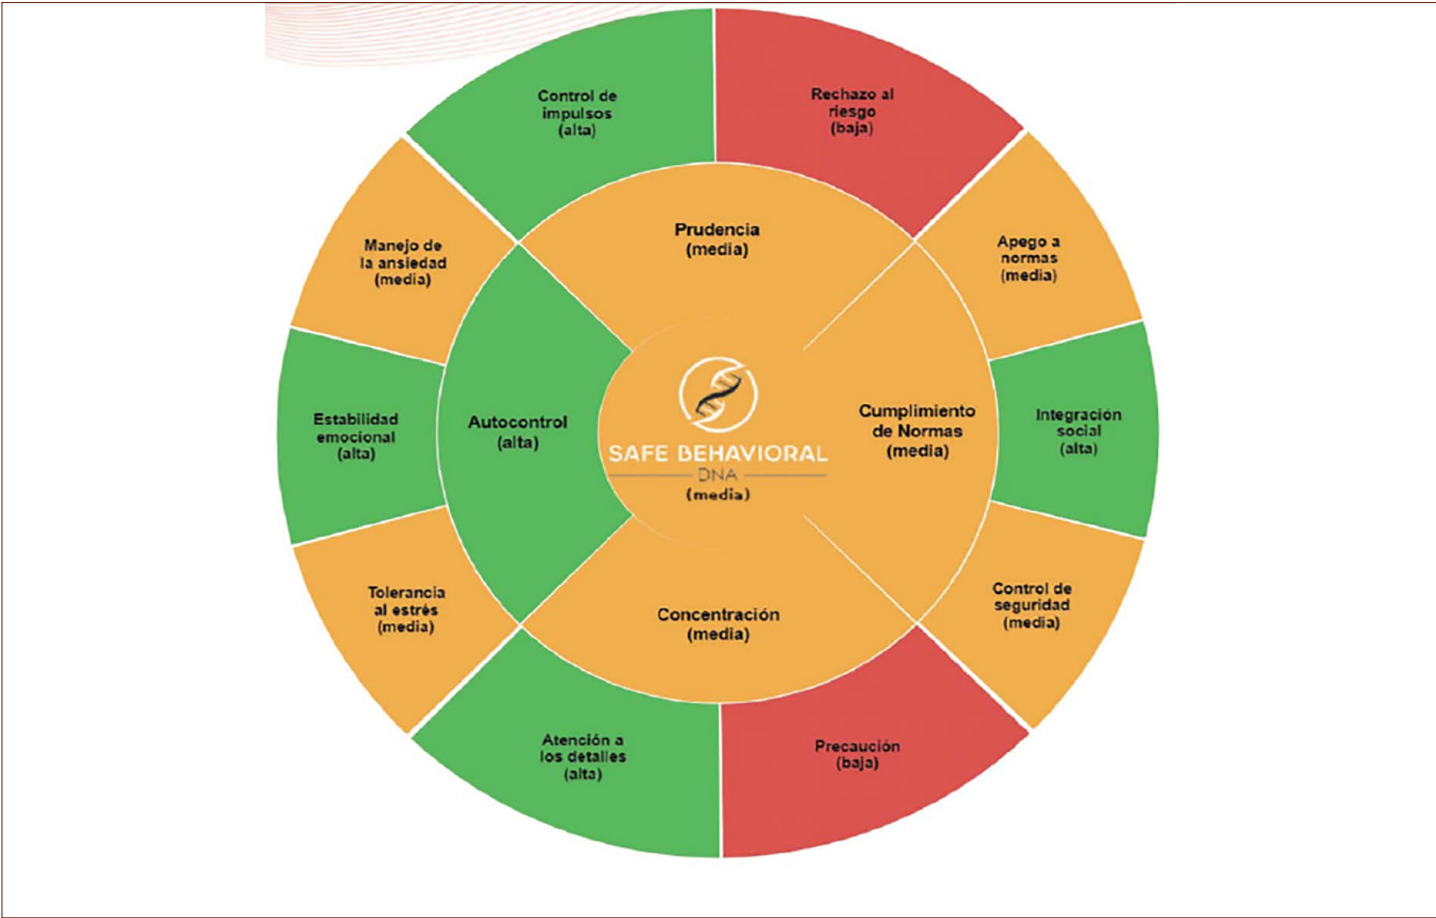 Control de
impulsos
(alta)
Rechazo al
riesgo
(baja)
Manejo de
la ansiedad
(media)
Prudencia
(media)
Apego a
normas
(media)
Estabilidad
emocional
(alta)
Autocontrol
(alta)
SAFE BEHAVIORAL
DNA
(media)
Cumplimiento
de Normas
(media)
Integración
social
(alta)
Tolerancia
al estrés
(media)
Concentración
(media)
Control de
seguridad
(media)
Atención a
los detalles
(alta)
Precaución
(baja)